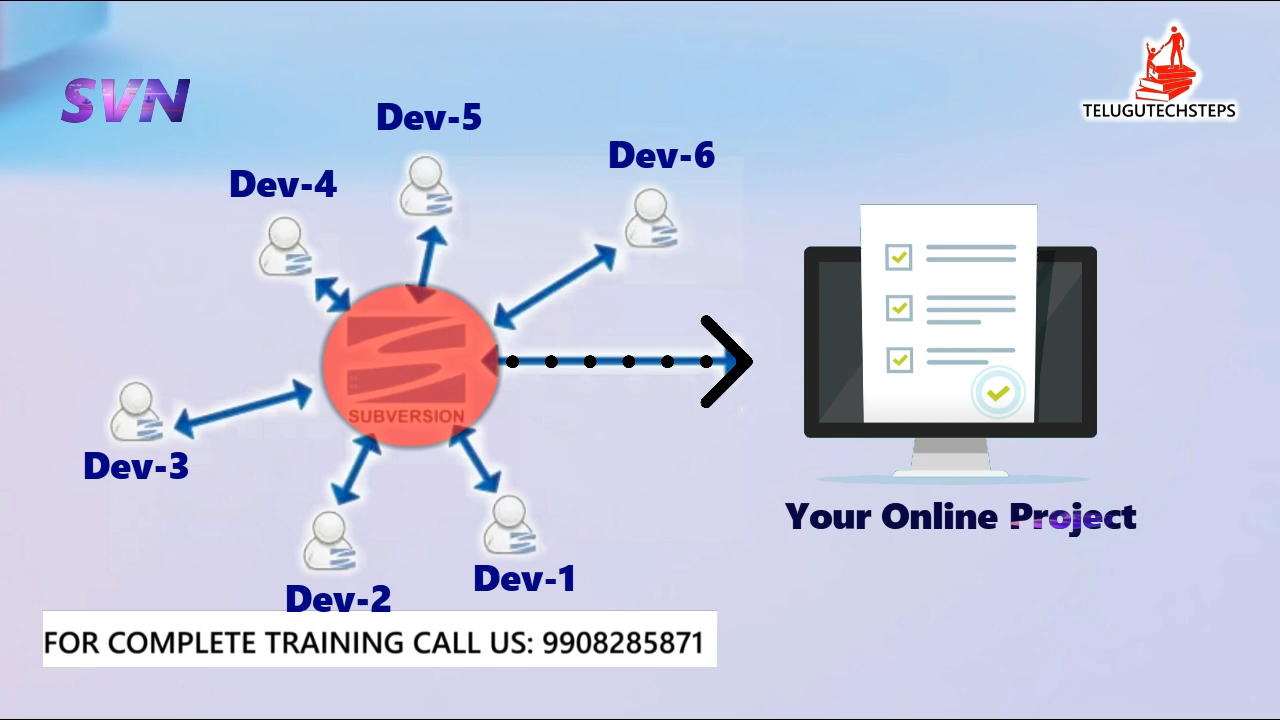 SVN
TELUGUTECHSTEPS
Dev-5
Dev-6
Dev-4
SUBVERSION
Dev-3
Your Online Project
Dev-1
Dev-2
FOR COMPLETE TRAINING CALL US: 9908285871